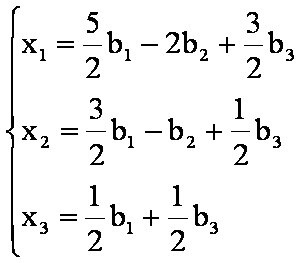 x₁ = 5/2 b₁ − 2b₂ + 3/2 b₃
x₂ = 3/2 b₁ − b₂ + 1/2 b₃
x₃ = 1/2 b₁ + 1/2 b₃